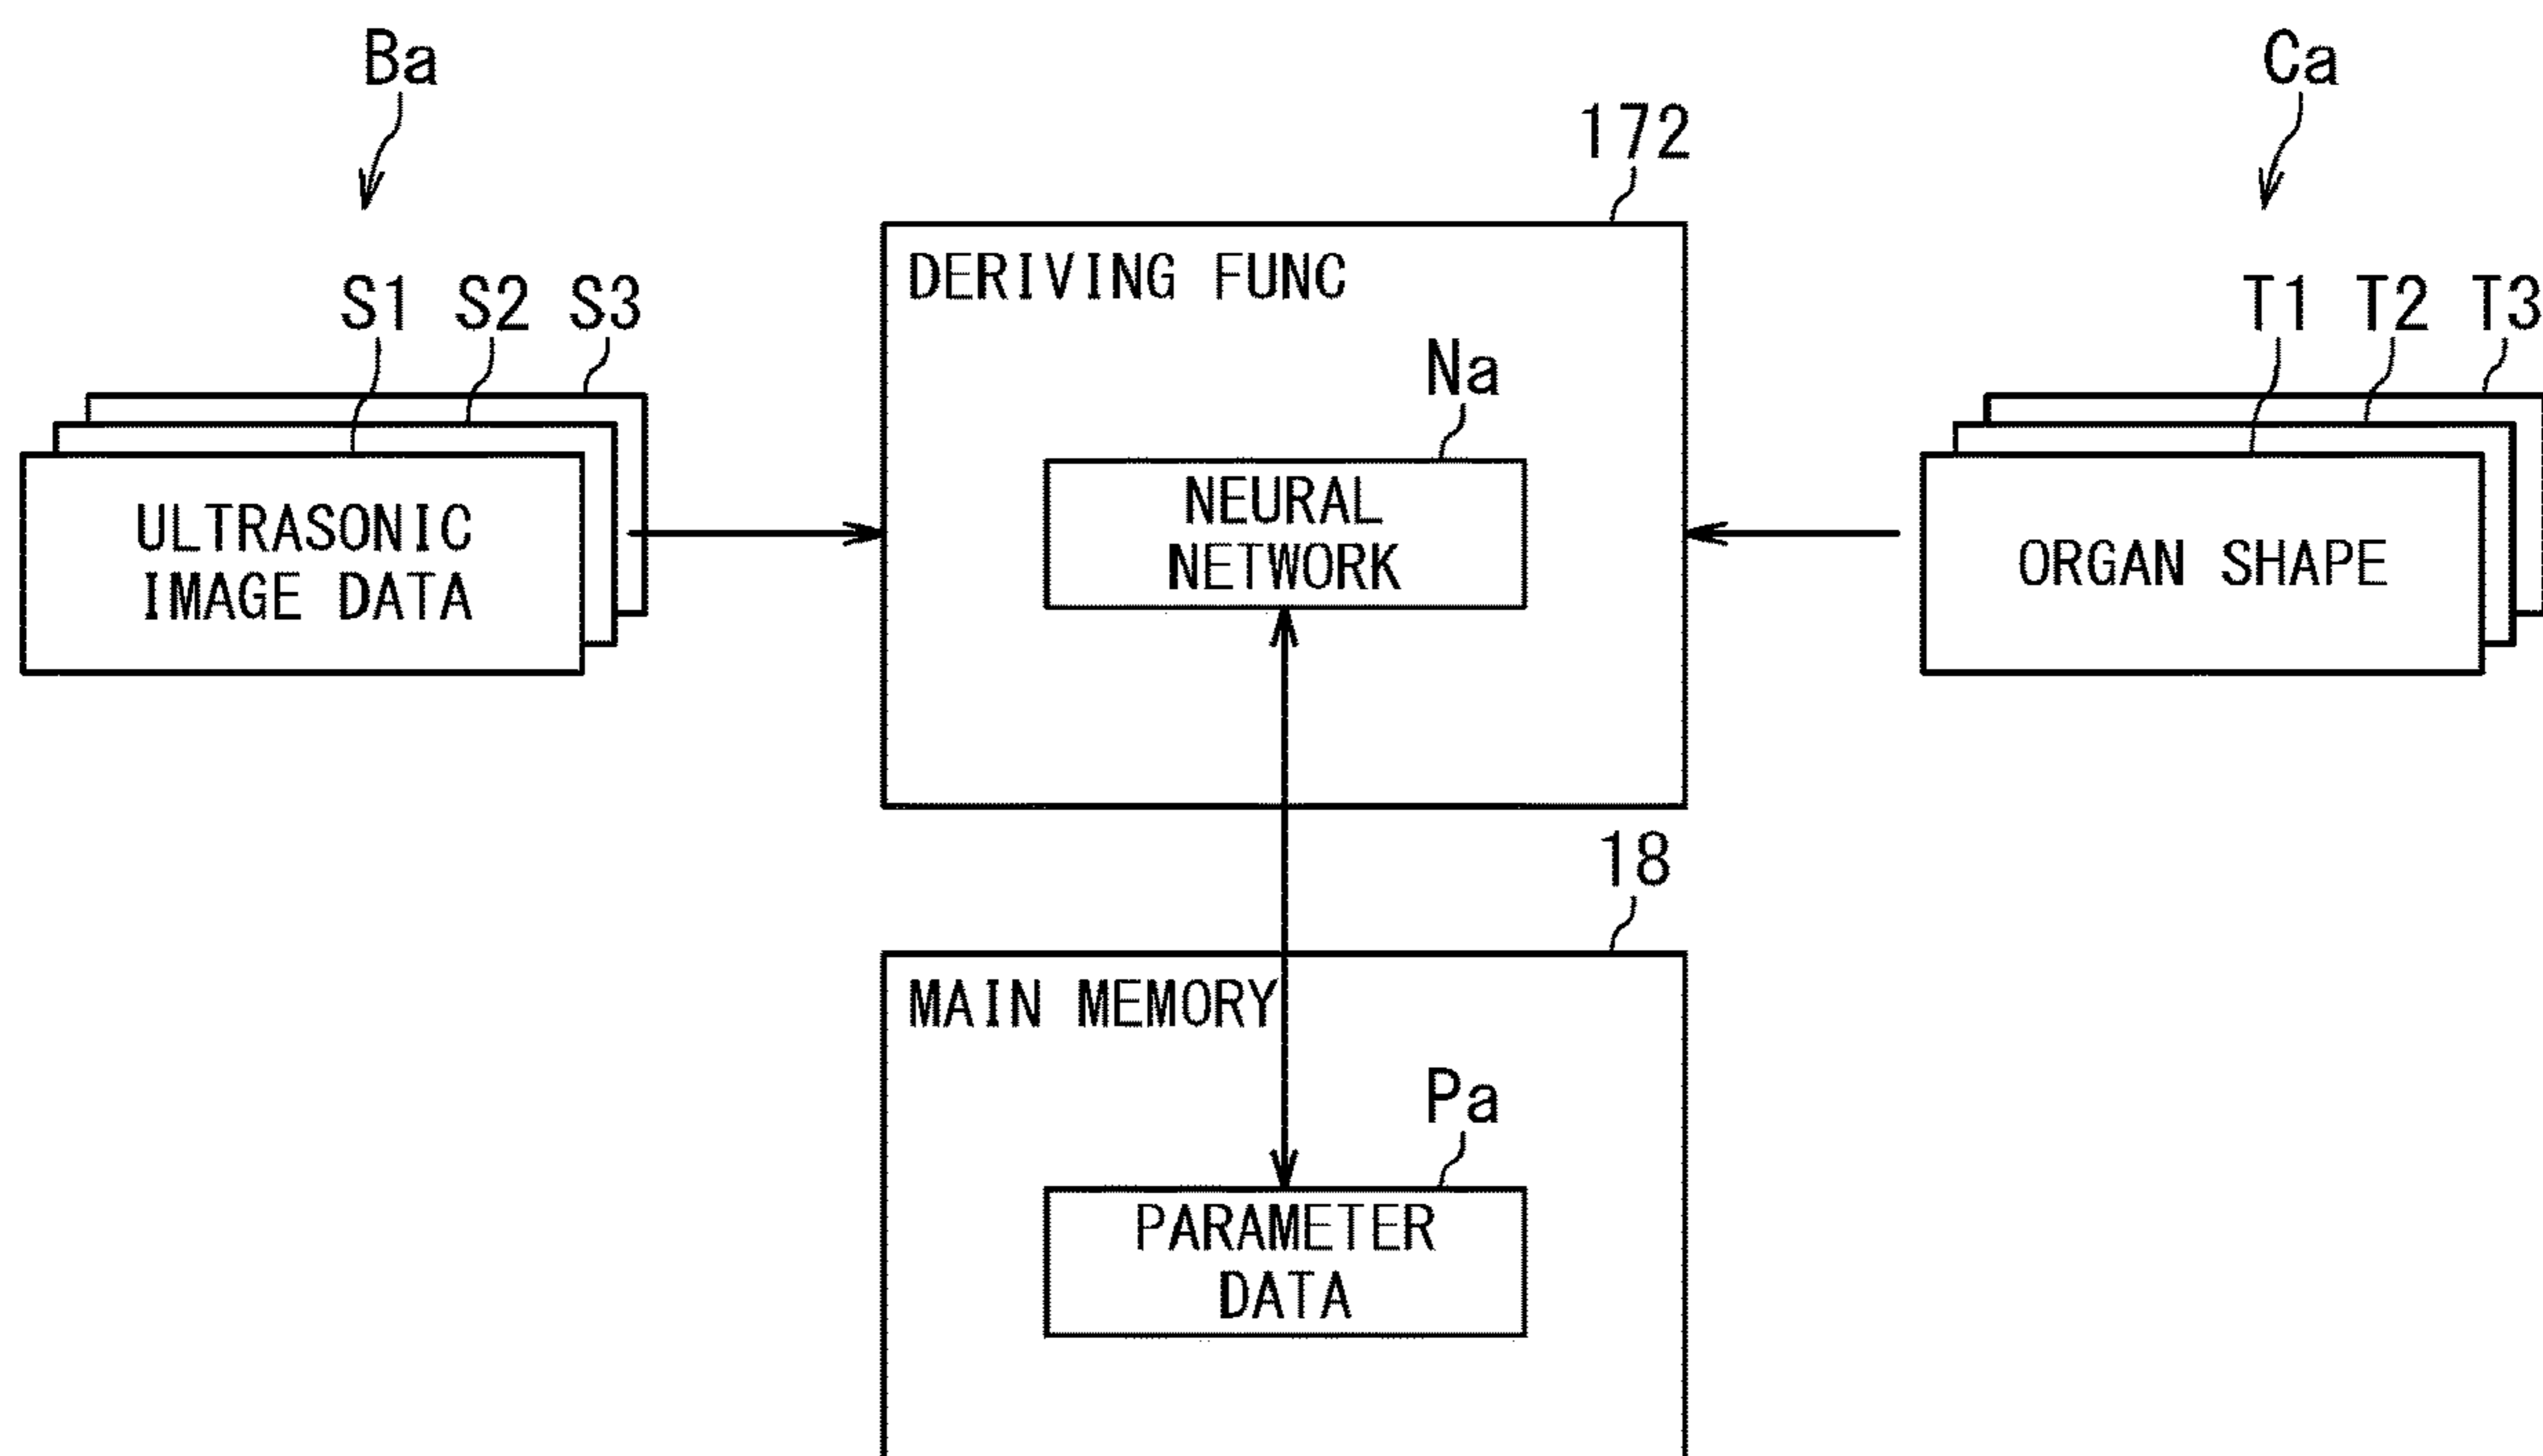 Ba
Ca
172
S1 S2 S3
DERIVING FUNC
T1 T2 T3
Na
ULTRASONIC
IMAGE DATA
NEURAL
NETWORK
ORGAN SHAPE
18
MAIN MEMORY
Pa
PARAMETER
DATA